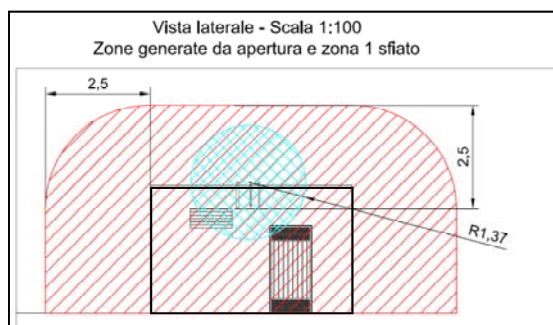 Vista laterale - Scala 1:100
Zone generate da apertura e zona 1 sfiato
2,5
2,5
R1,37